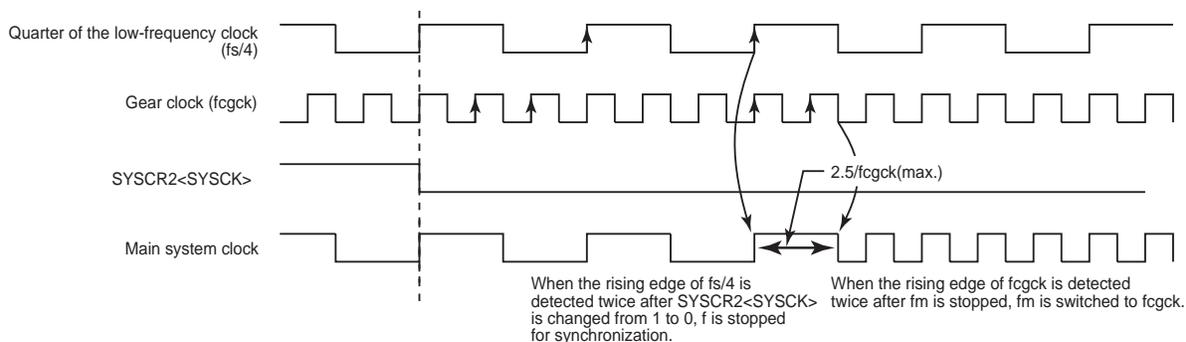 Quarter of the low-frequency clock
(fs/4)
Gear clock (fcgck)
SYSCR2<SYSCK>
2.5/fcgck(max.)
Main system clock
When the rising edge of fs/4 is
detected twice after SYSCR2<SYSCK>
is changed from 1 to 0, f is stopped
for synchronization.
When the rising edge of fcgck is detected
twice after fm is stopped, fm is switched to fcgck.